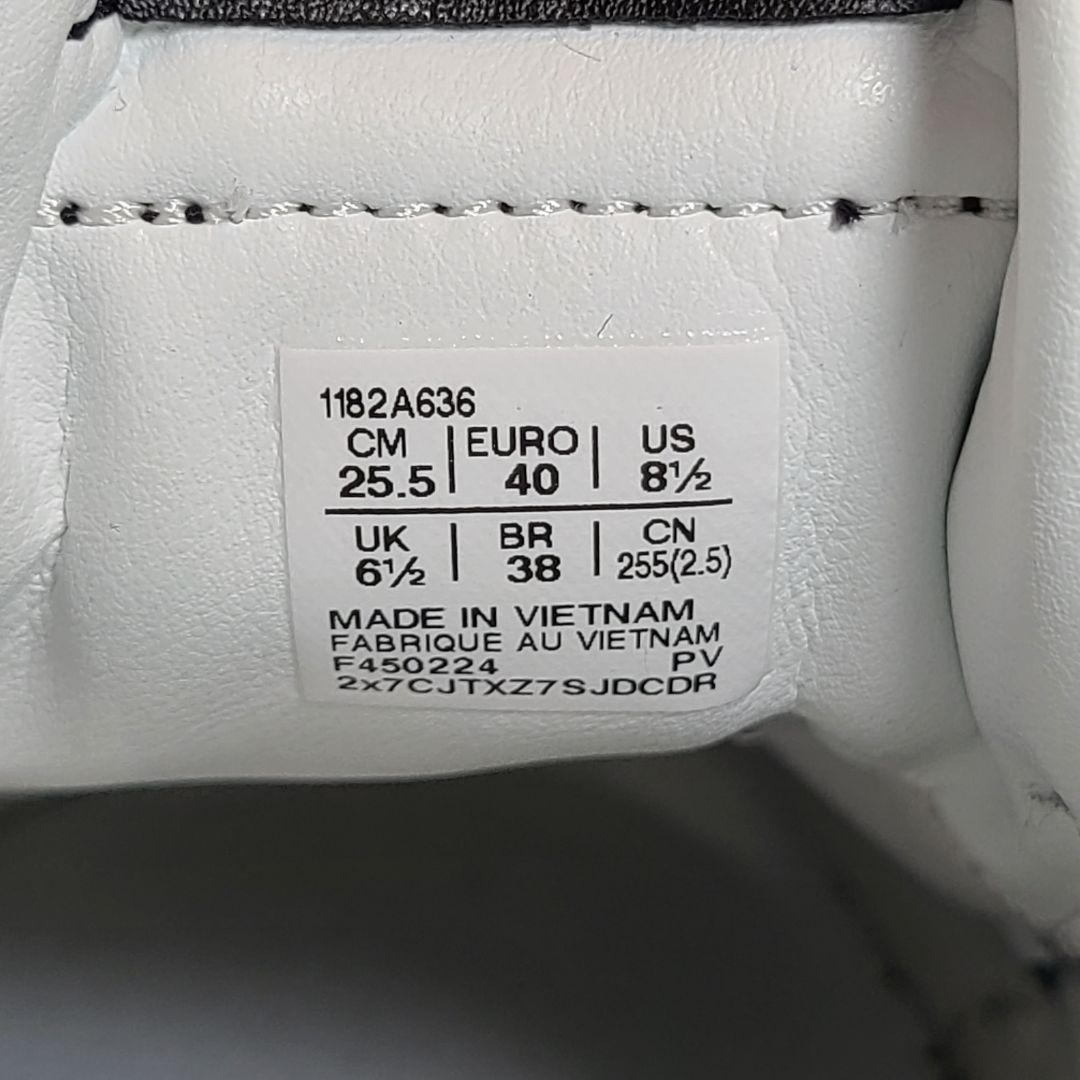 1182A636
CM | EURO | US
25.5 | 40 | 8½
UK | BR | CN
6½ | 38 | 255(2.5)
MADE IN VIETNAM
FABRIQUE AU VIETNAM
F450224 PV
2x7CJTXZ7SJDCDR